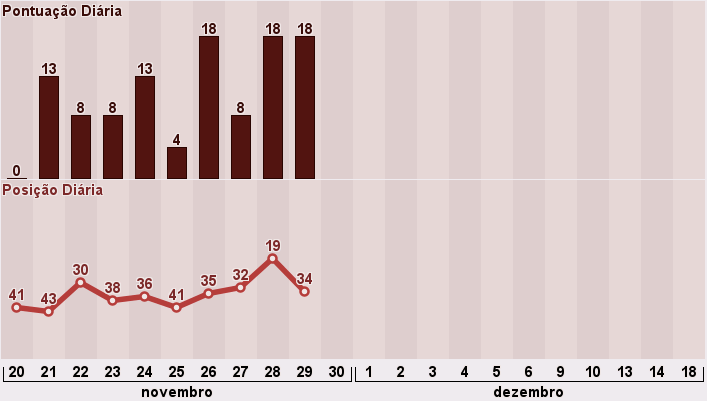 Pontuação Diária
0 13 8 8 13 4 18 8 18 18
Posição Diária
41 43 30 38 36 41 35 32 19 34
20 21 22 23 24 25 26 27 28 29 30 1 2 3 4 5 6 9 10 13 14 18
novembro dezembro